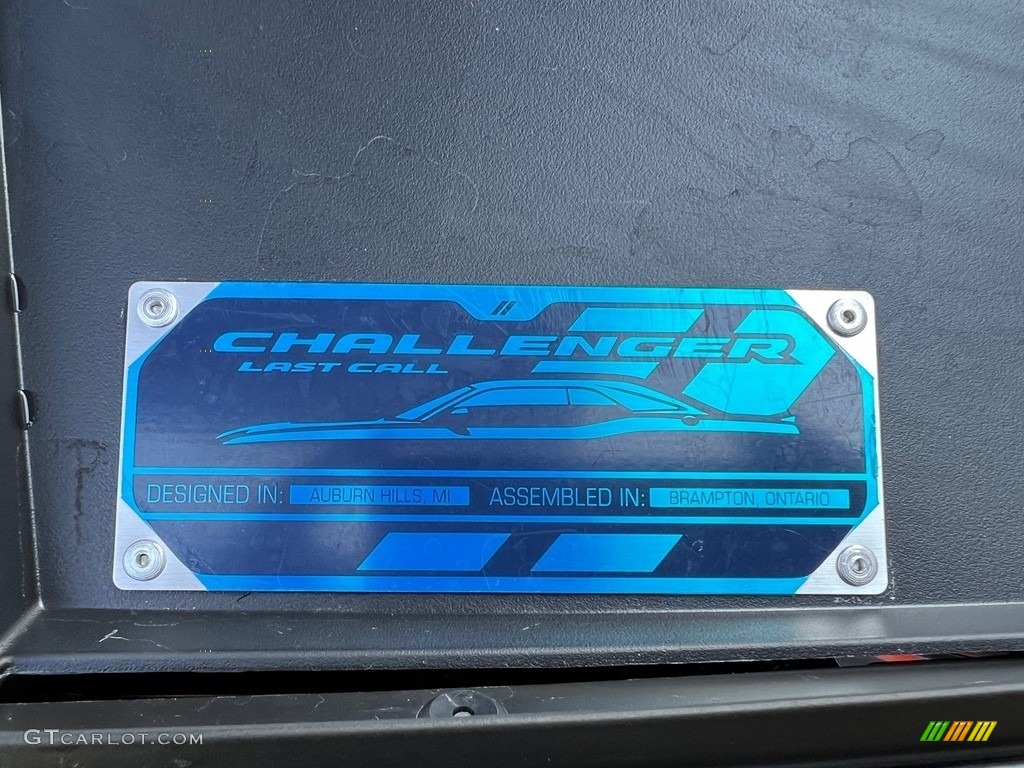 CHALLENGER
LAST CALL
DESIGNED IN: AUBURN HILLS, MI ASSEMBLED IN: BRAMPTON, ONTARIO
GTCARLOT.COM